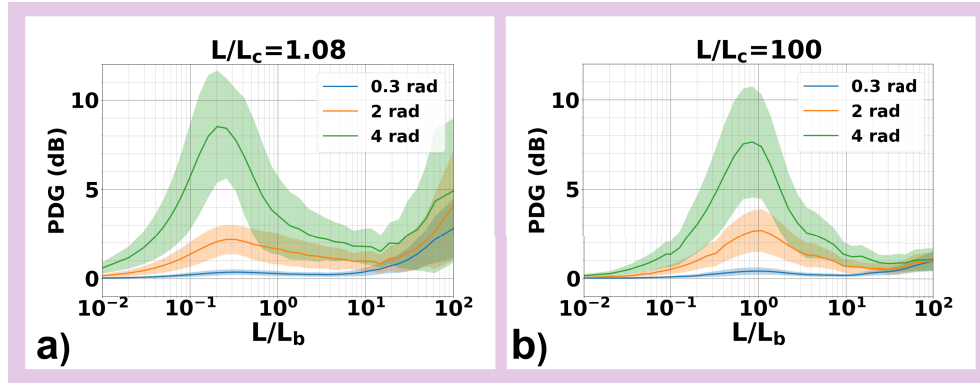 L/Lc=1.08
PDG (dB)
10
5
0
0.3 rad
2 rad
4 rad
10⁻² 10⁻¹ 10⁰ 10¹ 10²
L/Lb
a)
L/Lc=100
PDG (dB)
10
5
0
0.3 rad
2 rad
4 rad
10⁻² 10⁻¹ 10⁰ 10¹ 10²
L/Lb
b)